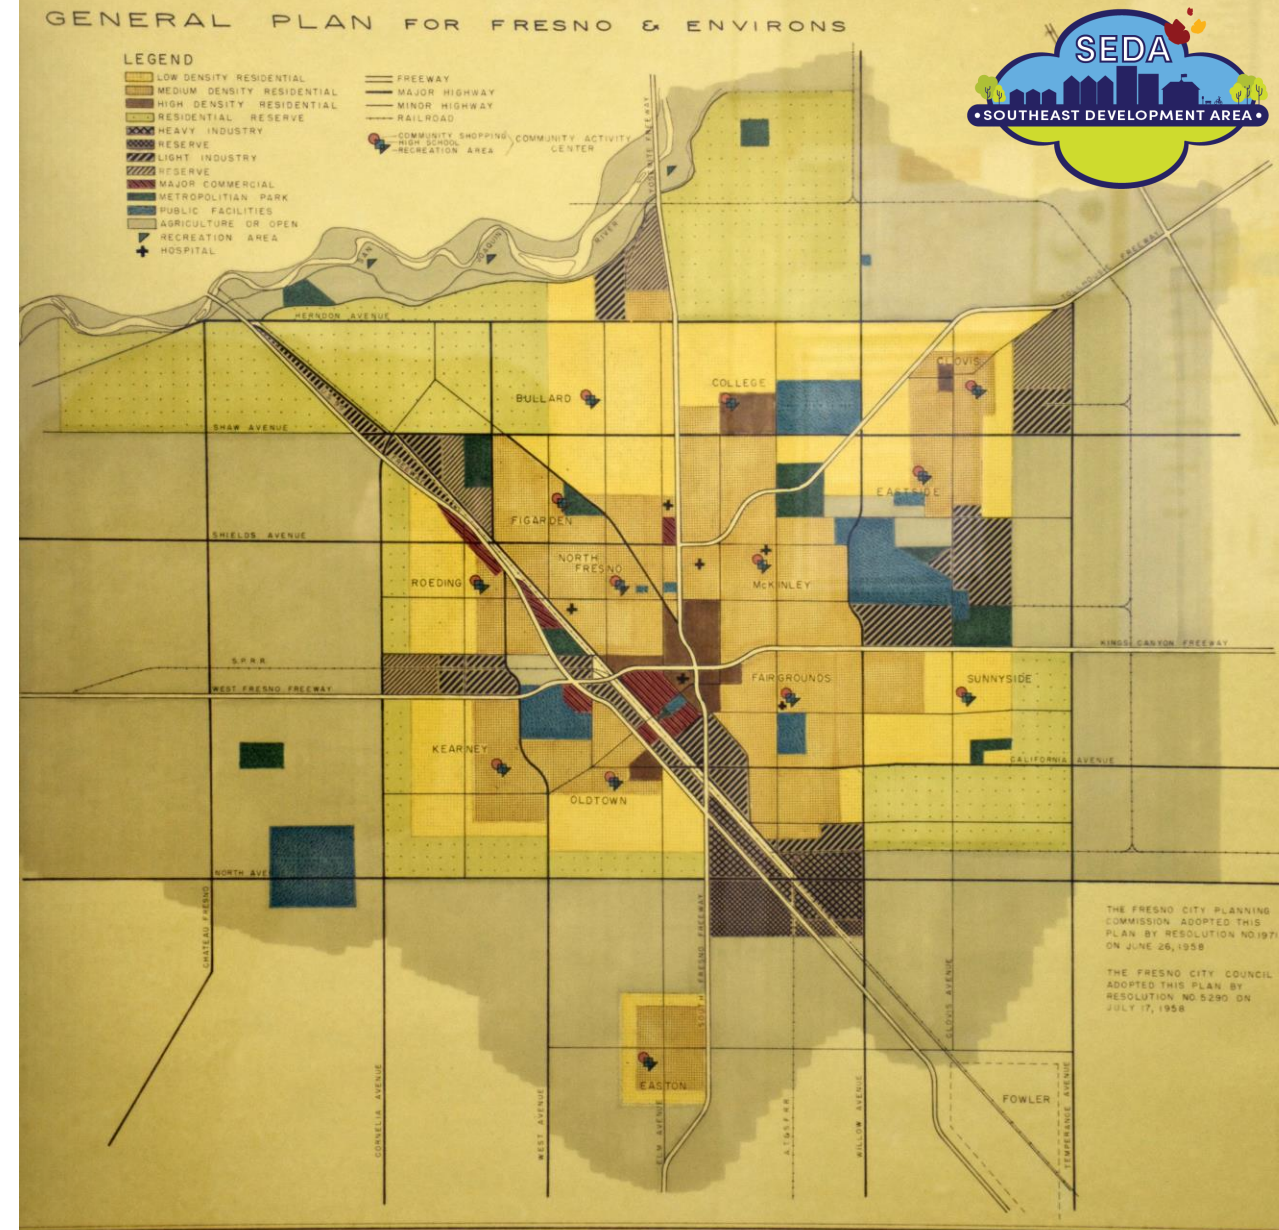 GENERAL PLAN FOR FRESNO & ENVIRONS
SEDA
• SOUTHEAST DEVELOPMENT AREA •
LEGEND
LOW DENSITY RESIDENTIAL
MEDIUM DENSITY RESIDENTIAL
HIGH DENSITY RESIDENTIAL
RESIDENTIAL RESERVE
HEAVY INDUSTRY
RESERVE
LIGHT INDUSTRY
RESERVE
MAJOR COMMERCIAL
METROPOLITIAN PARK
PUBLIC FACILITIES
AGRICULTURE OR OPEN
RECREATION AREA
HOSPITAL
FREEWAY
MAJOR HIGHWAY
MINOR HIGHWAY
RAILROAD
COMMUNITY SHOPPING
HIGH SCHOOL
RECREATION AREA
COMMUNITY ACTIVITY
CENTER
YOSEMITE FREEWAY
SAN
JOAQUIN
RIVER
FREEWAY
HERNDON AVENUE
CLOVIS
COLLEGE
BULLARD
SHAW AVENUE
EASTSIDE
FIGARDEN
SHIELDS AVENUE
NORTH
FRESNO
ROEDING
McKINLEY
KINGS CANYON FREEWAY
S.P.R.R.
WEST FRESNO FREEWAY
FAIRGROUNDS
SUNNYSIDE
KEARNEY
CALIFORNIA AVENUE
OLDTOWN
NORTH AVE
CHATEAU FRESNO
SOUTH FRESNO FREEWAY
CLOVIS AVENUE
THE FRESNO CITY PLANNING
COMMISSION ADOPTED THIS
PLAN BY RESOLUTION NO.1971
ON JUNE 26, 1958
THE FRESNO CITY COUNCIL
ADOPTED THIS PLAN BY
RESOLUTION NO. 5290 ON
JULY 17, 1958
EASTON
FOWLER
CORNELIA AVENUE
WEST AVENUE
ELM AVENUE
A.T.&S.F.R.R.
WILLOW AVENUE
TEMPERANCE AVENUE